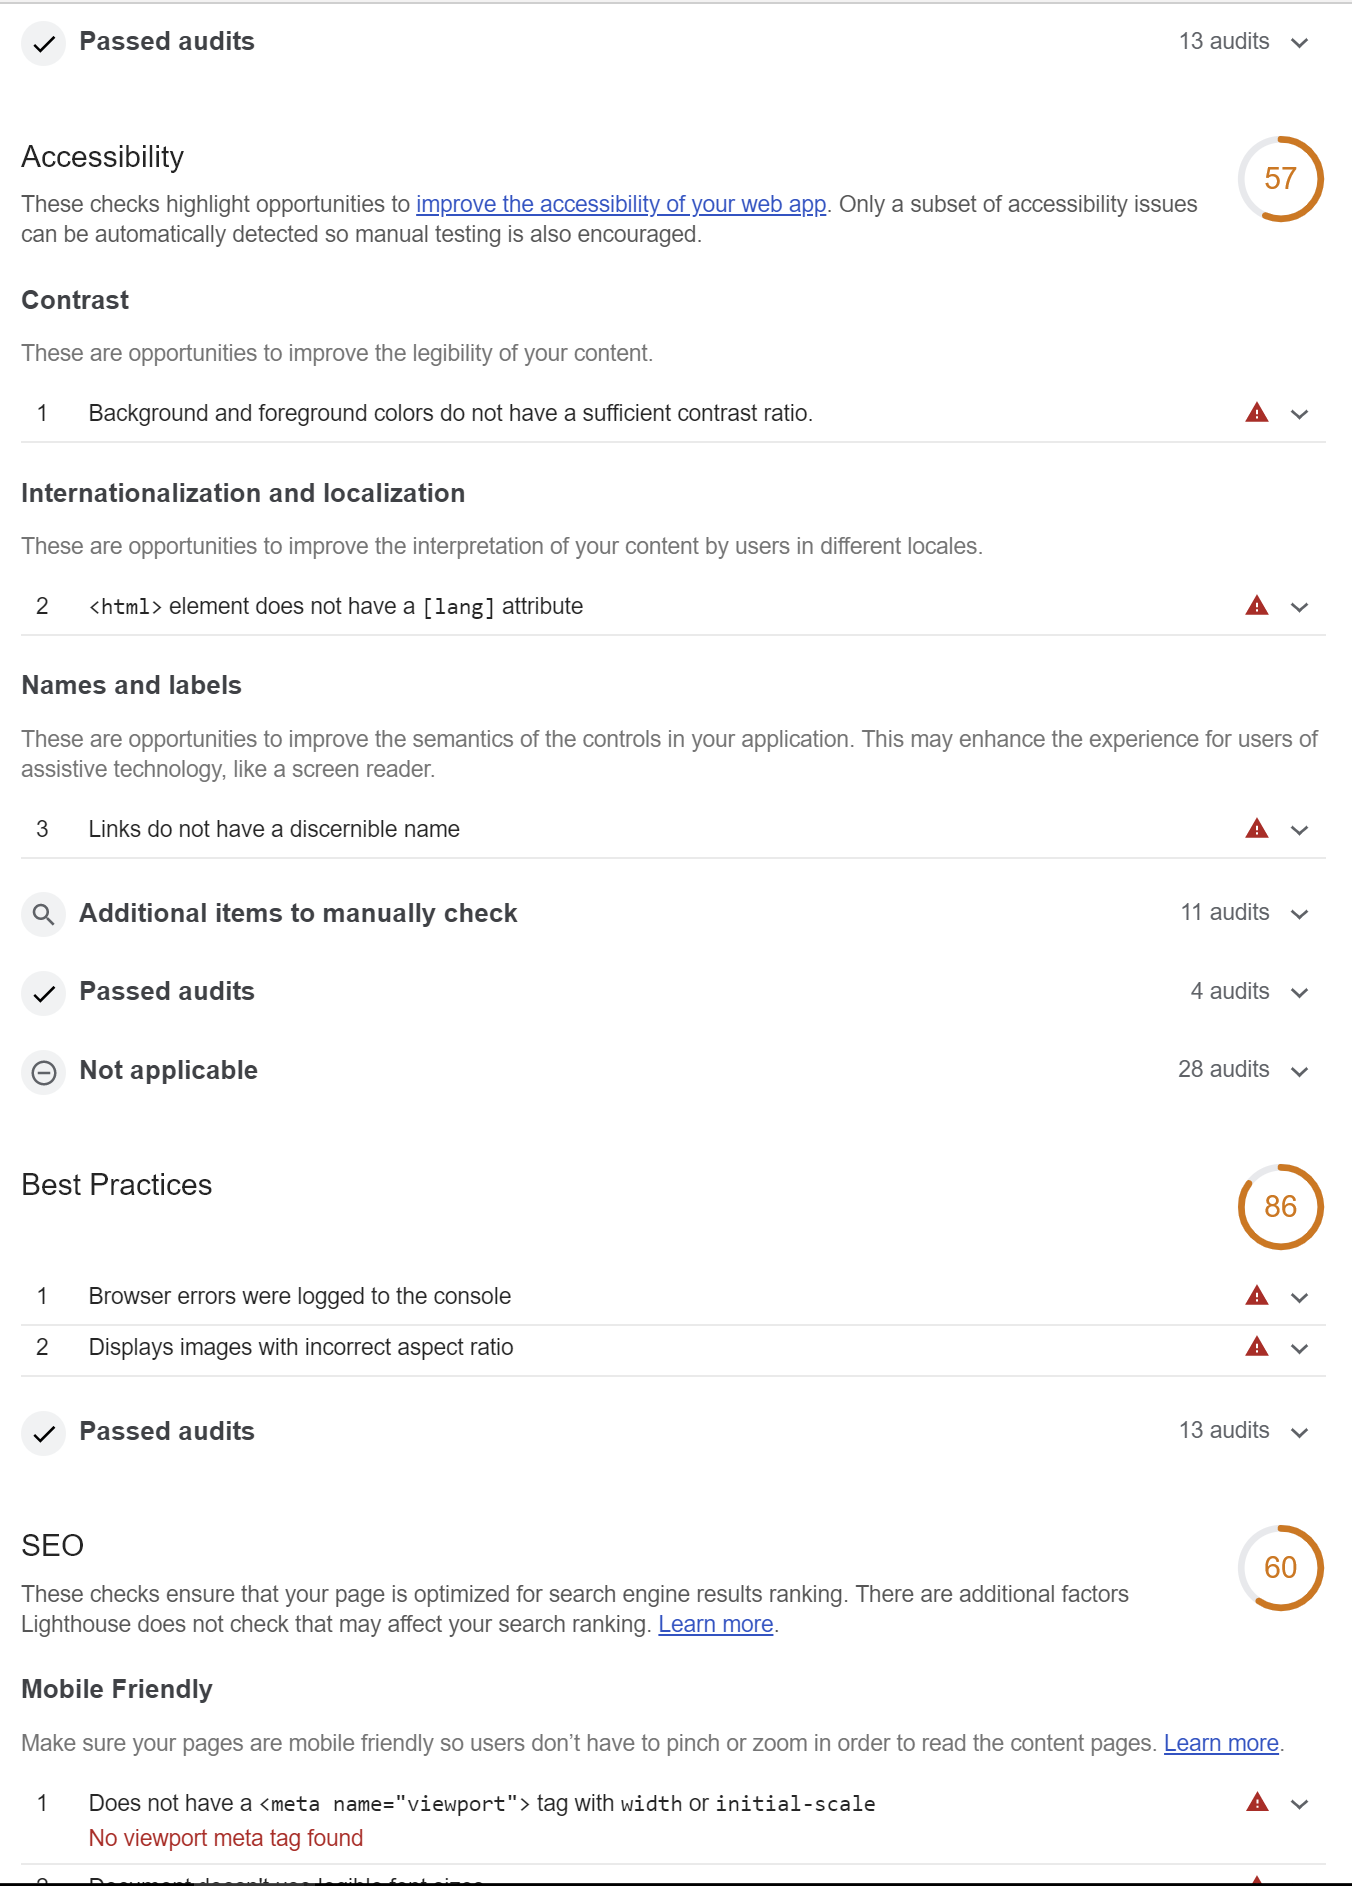 Passed audits
13 audits
Accessibility
57
These checks highlight opportunities to improve the accessibility of your web app. Only a subset of accessibility issues
can be automatically detected so manual testing is also encouraged.
Contrast
These are opportunities to improve the legibility of your content.
1 Background and foreground colors do not have a sufficient contrast ratio.
Internationalization and localization
These are opportunities to improve the interpretation of your content by users in different locales.
2 <html> element does not have a [lang] attribute
Names and labels
These are opportunities to improve the semantics of the controls in your application. This may enhance the experience for users of
assistive technology, like a screen reader.
3 Links do not have a discernible name
Additional items to manually check
11 audits
Passed audits
4 audits
Not applicable
28 audits
Best Practices
86
1 Browser errors were logged to the console
2 Displays images with incorrect aspect ratio
Passed audits
13 audits
SEO
60
These checks ensure that your page is optimized for search engine results ranking. There are additional factors
Lighthouse does not check that may affect your search ranking. Learn more.
Mobile Friendly
Make sure your pages are mobile friendly so users don’t have to pinch or zoom in order to read the content pages. Learn more.
1 Does not have a <meta name="viewport"> tag with width or initial-scale
No viewport meta tag found
2 Document doesn't use legible font sizes